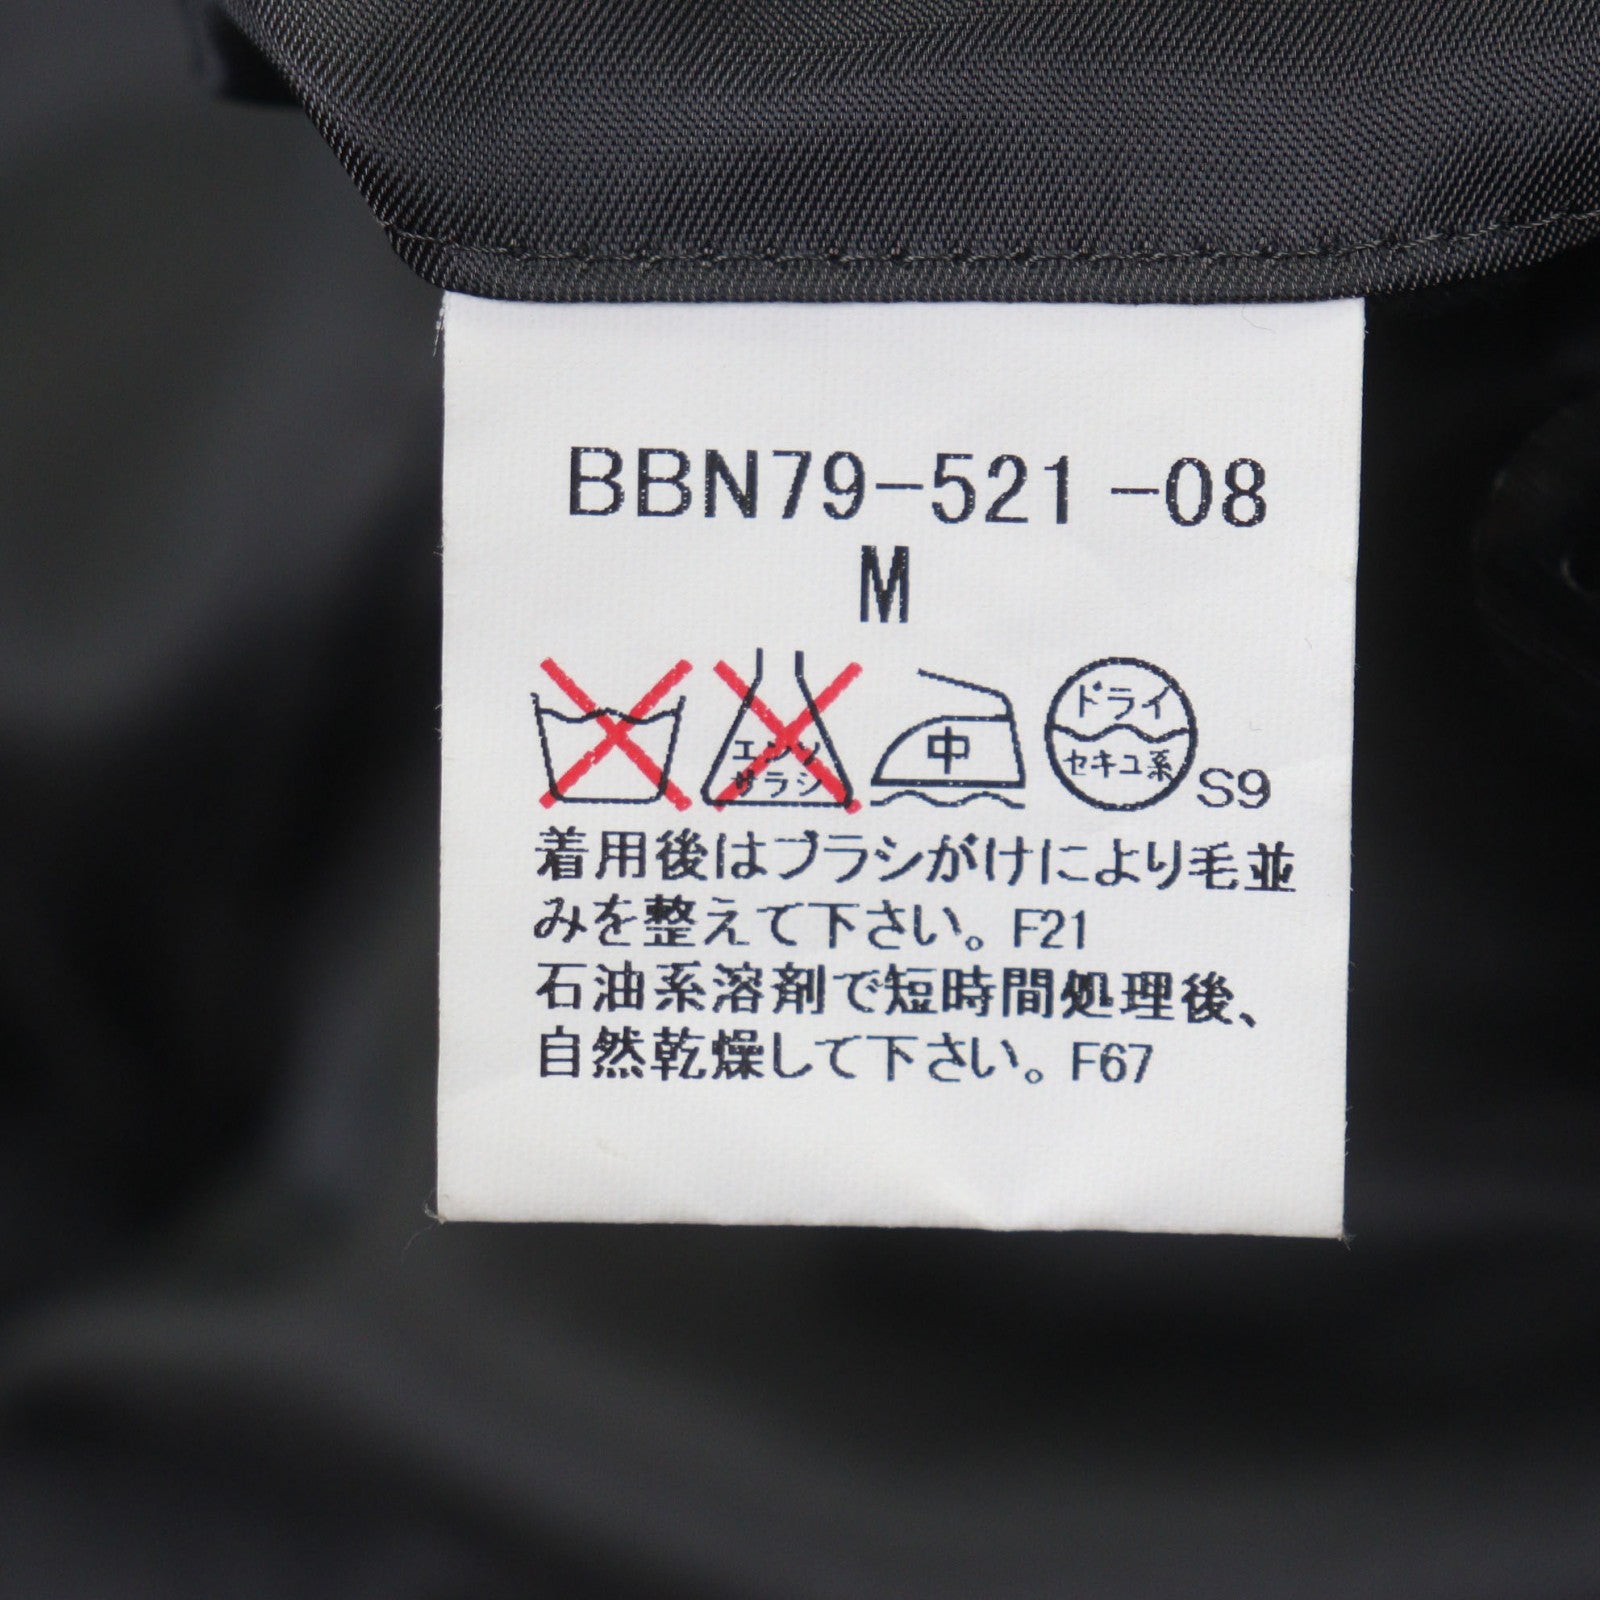 BBN79-521 -08
M
エンソ
サラシ
中
ドライ
セキユ系
S9
着用後はブラシがけにより毛並
みを整えて下さい。F21
石油系溶剤で短時間処理後、
自然乾燥して下さい。F67